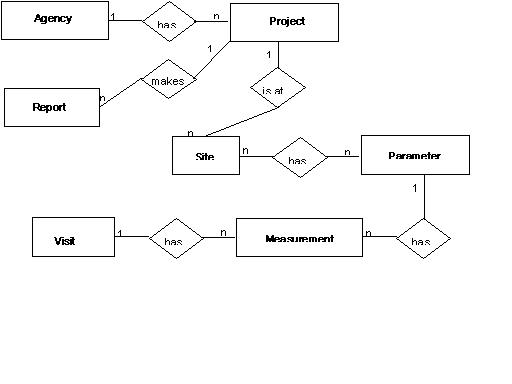 Agency
1
has
n
Project
1
1
makes
n
Report
is at
n
Site
n
has
n
Parameter
1
Visit
1
has
n
Measurement
n
has